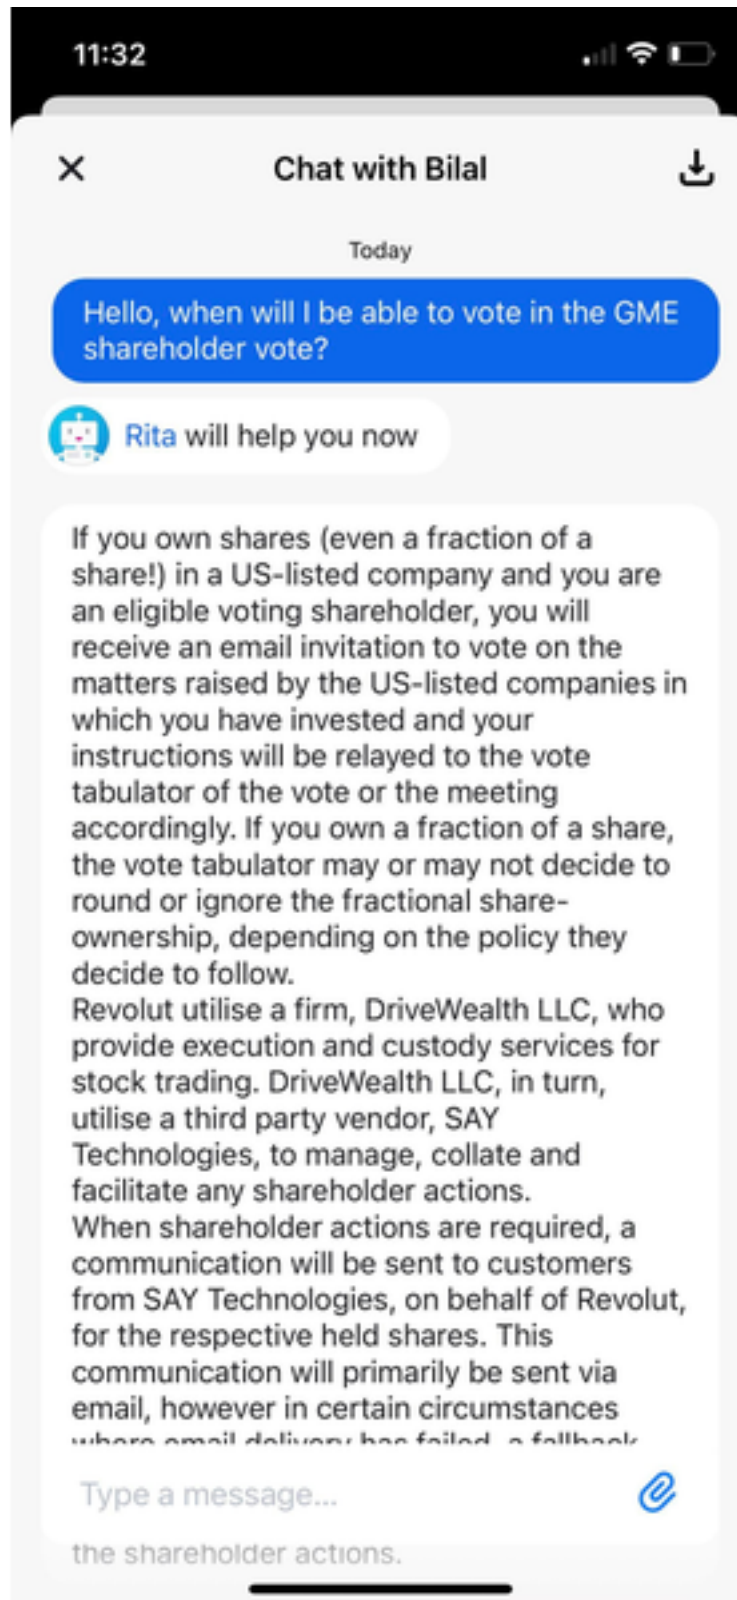 11:32
Chat with Bilal
Today
Hello, when will I be able to vote in the GME
shareholder vote?
Rita will help you now
If you own shares (even a fraction of a
share!) in a US-listed company and you are
an eligible voting shareholder, you will
receive an email invitation to vote on the
matters raised by the US-listed companies in
which you have invested and your
instructions will be relayed to the vote
tabulator of the vote or the meeting
accordingly. If you own a fraction of a share,
the vote tabulator may or may not decide to
round or ignore the fractional share-
ownership, depending on the policy they
decide to follow.
Revolut utilise a firm, DriveWealth LLC, who
provide execution and custody services for
stock trading. DriveWealth LLC, in turn,
utilise a third party vendor, SAY
Technologies, to manage, collate and
facilitate any shareholder actions.
When shareholder actions are required, a
communication will be sent to customers
from SAY Technologies, on behalf of Revolut,
for the respective held shares. This
communication will primarily be sent via
email, however in certain circumstances
where email delivery has failed, a fallback
Type a message...
the shareholder actions.